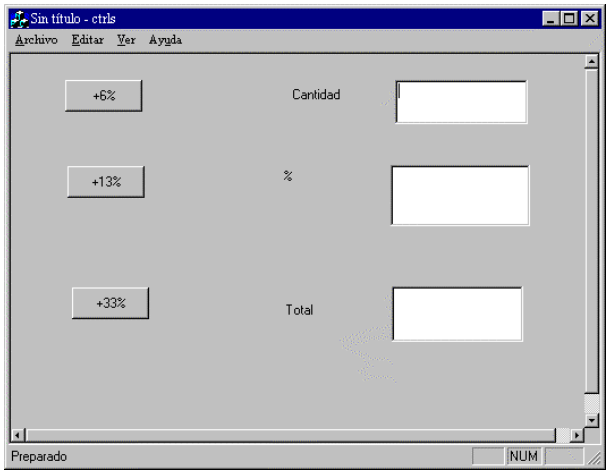 Sin título - ctrls
Archivo Editar Ver Ayuda
+6% Cantidad
+13% %
+33% Total
Preparado NUM